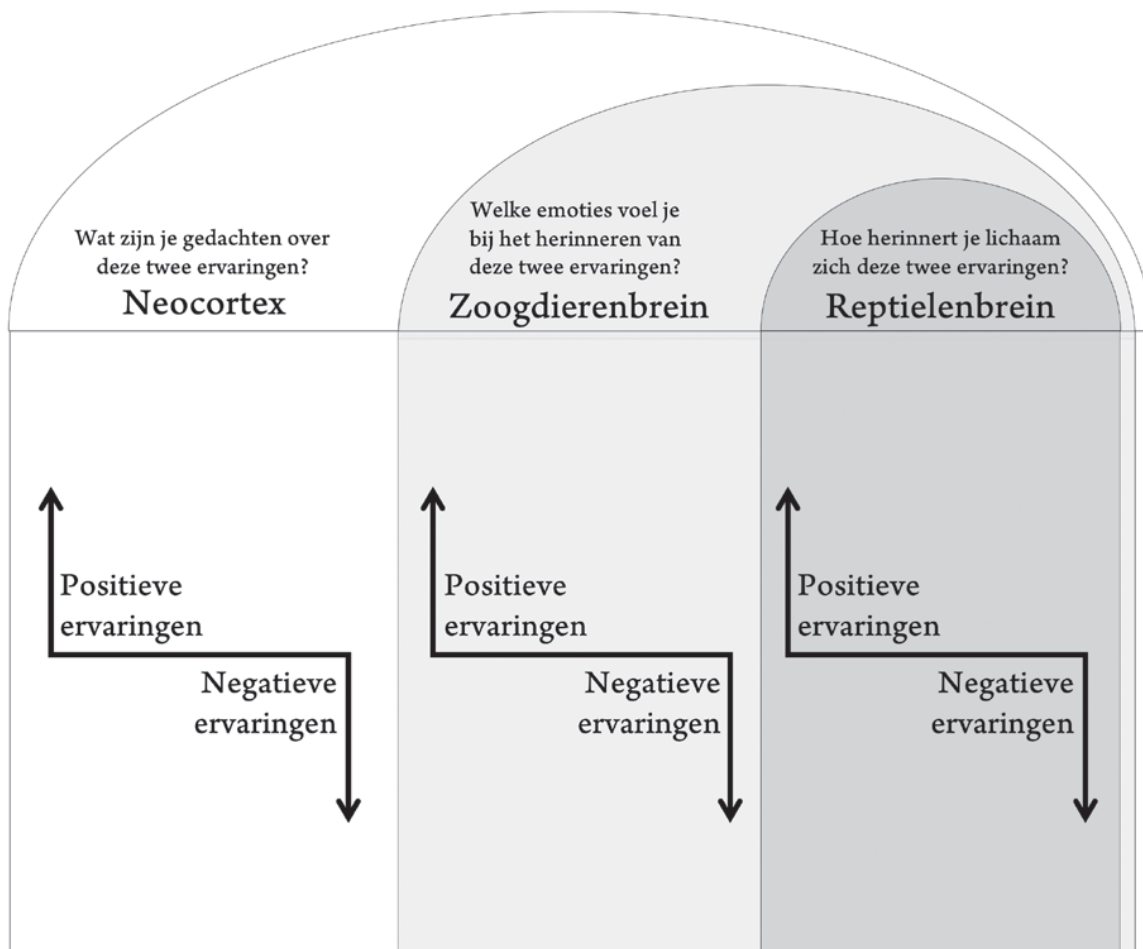 Wat zijn je gedachten over
deze twee ervaringen?
Neocortex
Welke emoties voel je
bij het herinneren van
deze twee ervaringen?
Zoogdierenbrein
Hoe herinnert je lichaam
zich deze twee ervaringen?
Reptielenbrein
Positieve
ervaringen
Negatieve
ervaringen
Positieve
ervaringen
Negatieve
ervaringen
Positieve
ervaringen
Negatieve
ervaringen